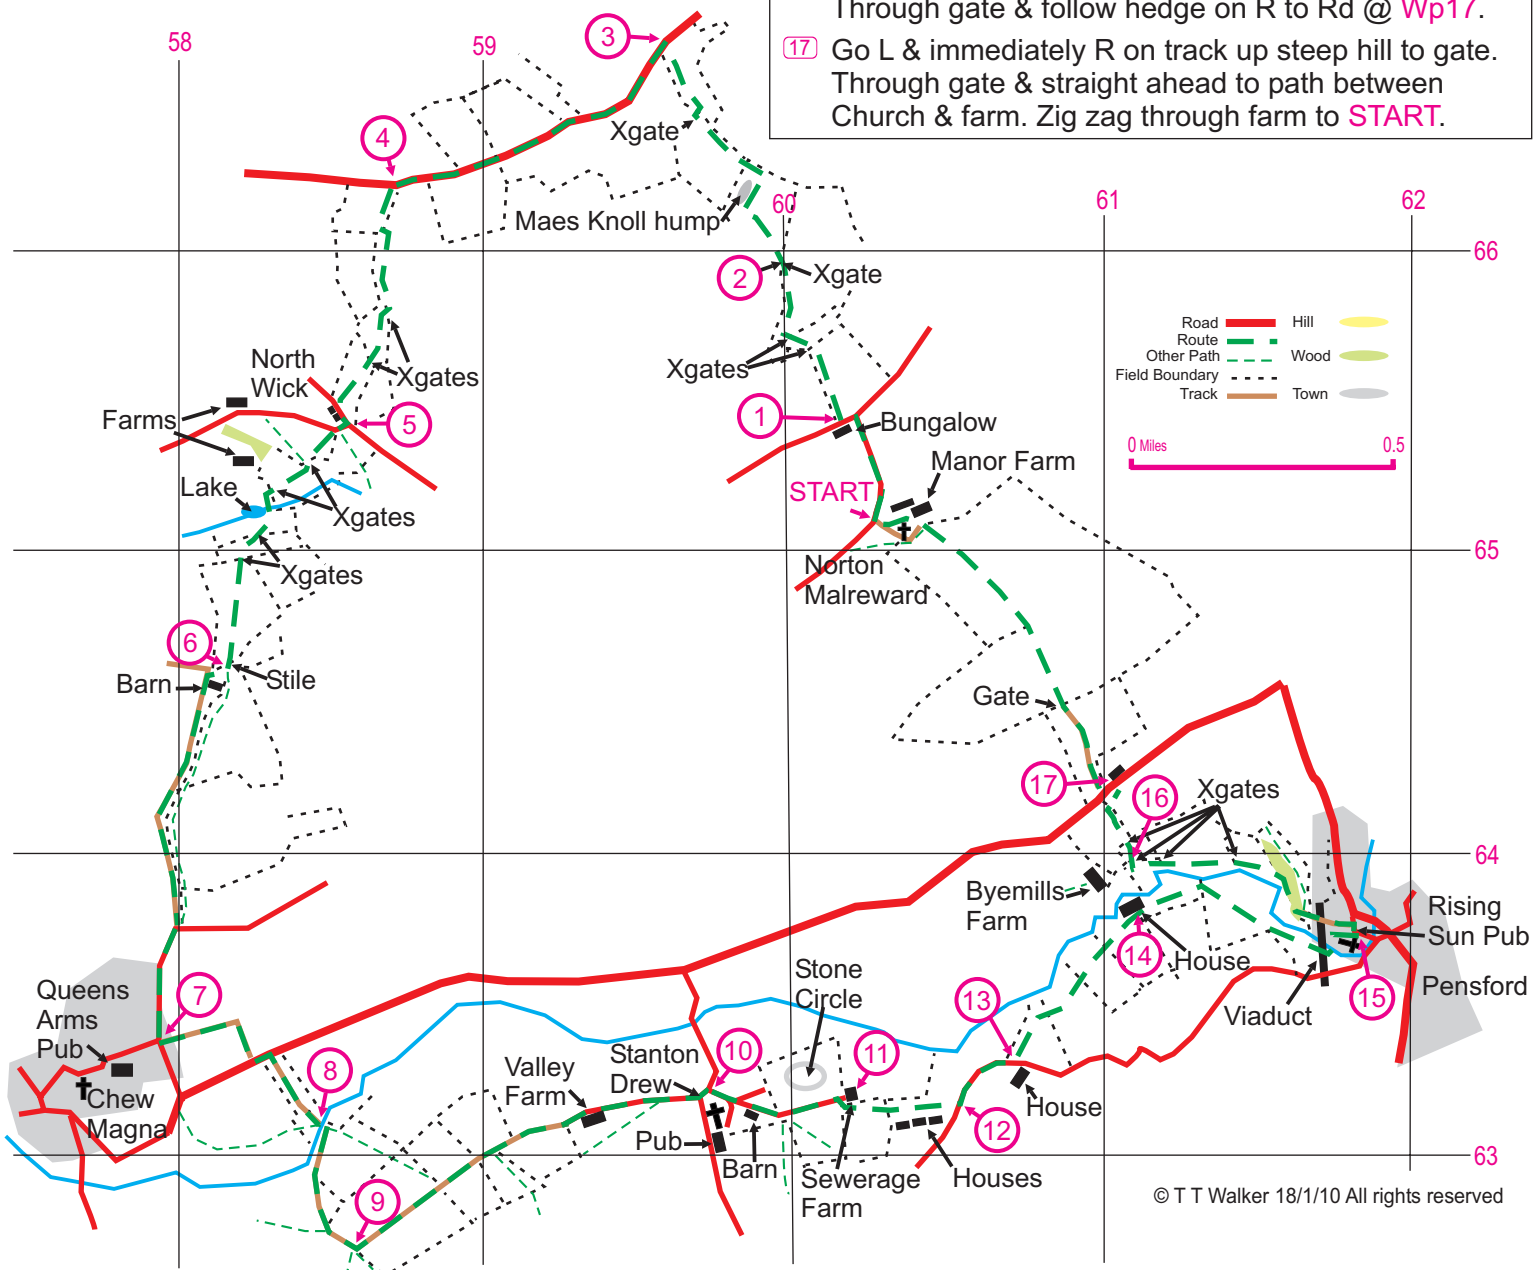 Through gate & follow hedge on R to Rd @ Wp17.
17 Go L & immediately R on track up steep hill to gate.
Through gate & straight ahead to path between
Church & farm. Zig zag through farm to START.
58
59
3
Xgate
4
Maes Knoll hump
60
61
62
66
2
Xgate
Road
Hill
Route
Other Path
Wood
Field Boundary
Track
Town
0 Miles
0.5
North
Wick
Xgates
Xgates
Farms
5
1
Bungalow
Manor Farm
START
Lake
Xgates
65
Xgates
Norton
Malreward
6
Barn
Stile
Gate
17
16
Xgates
64
Byemills
Farm
Rising
Sun Pub
14
House
Stone
Circle
Queens
Arms
Pub
7
13
15
Pensford
Viaduct
Stanton
Drew
10
11
Valley
Farm
8
Chew
Magna
House
12
Pub
Barn
Sewerage
Farm
Houses
63
9
© T T Walker 18/1/10 All rights reserved